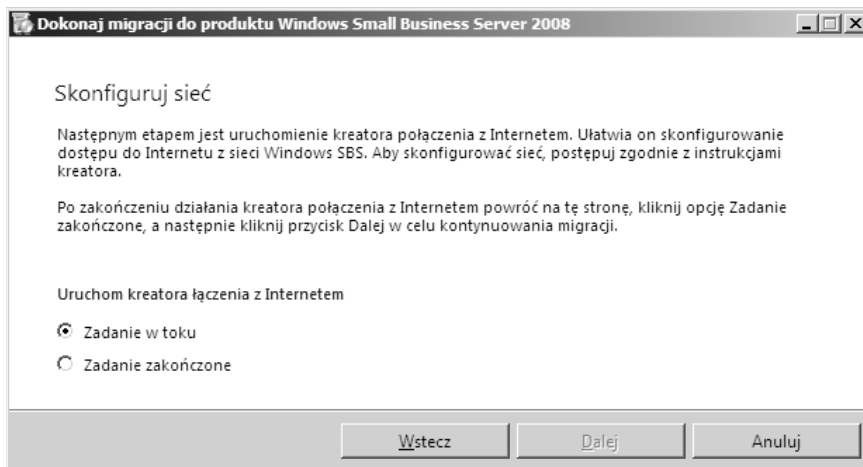 Dokonaj migracji do produktu Windows Small Business Server 2008
Skonfiguruj sieć
Następnym etapem jest uruchomienie kreatora połączenia z Internetem. Ułatwia on skonfigurowanie
dostępu do Internetu z sieci Windows SBS. Aby skonfigurować sieć, postępuj zgodnie z instrukcjami
kreatora.
Po zakończeniu działania kreatora połączenia z Internetem powróć na tę stronę, kliknij opcję Zadanie
zakończone, a następnie kliknij przycisk Dalej w celu kontynuowania migracji.
Uruchom kreatora łączenia z Internetem
Zadanie w toku
Zadanie zakończone
Wstecz
Dalej
Anuluj